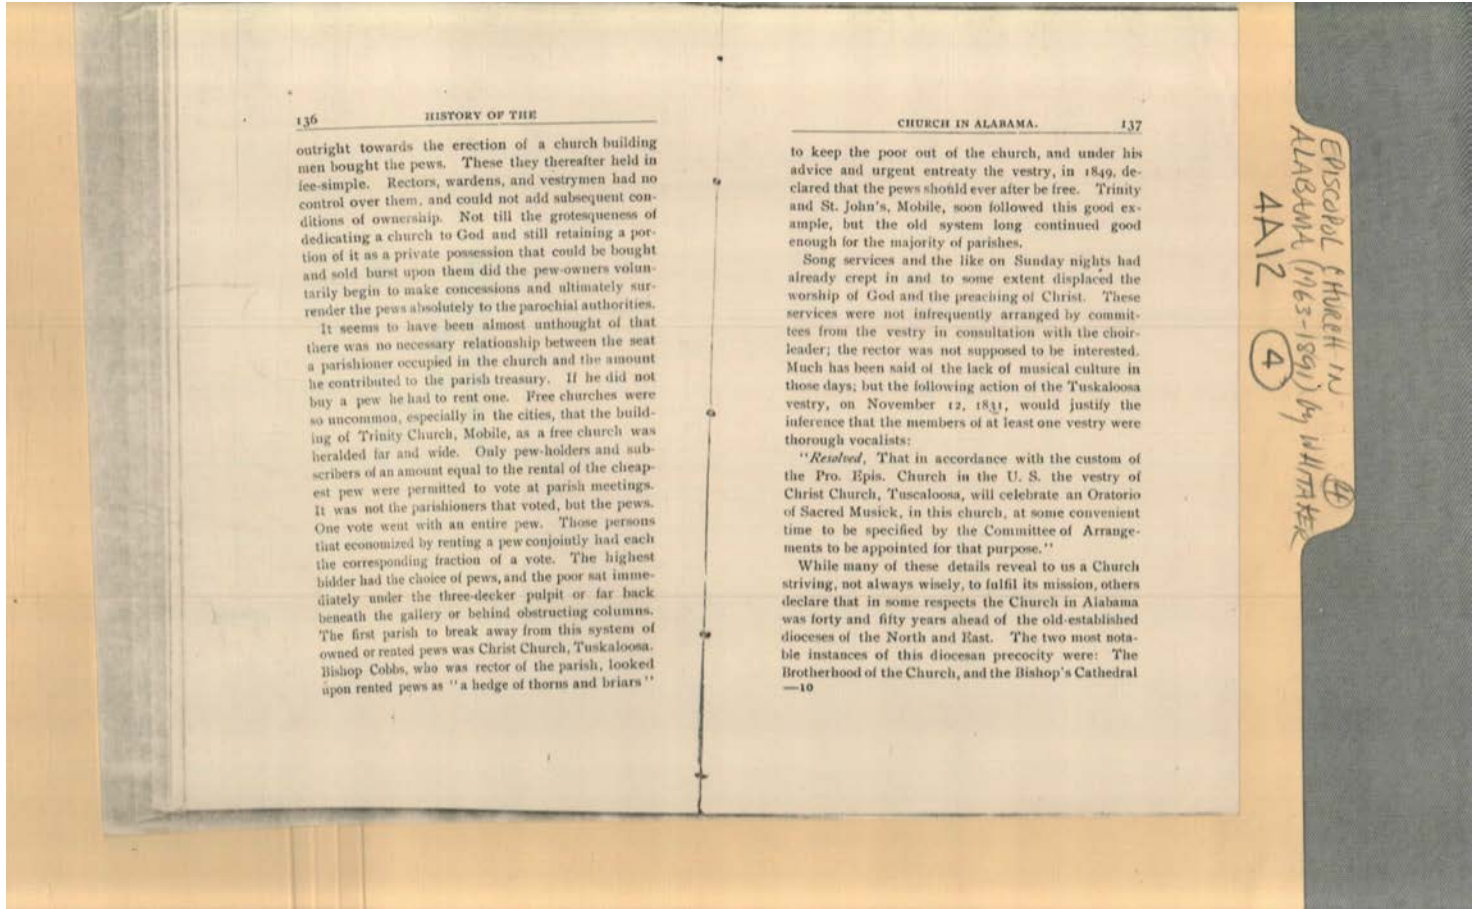 136
HISTORY OF THE
outright towards the erection of a church building
men bought the pews. These they thereafter held in
fee-simple. Rectors, wardens, and vestrymen had no
control over them, and could not add subsequent con-
ditions of ownership. Not till the grotesqueness of
dedicating a church to God and still retaining a por-
tion of it as a private possession that could be bought
and sold burst upon them did the pew-owners volun-
tarily begin to make concessions and ultimately sur-
render the pews absolutely to the parochial authorities.
It seems to have been almost unthought of that
there was no necessary relationship between the seat
a parishioner occupied in the church and the amount
he contributed to the parish treasury. If he did not
buy a pew he had to rent one. Free churches were
so uncommon, especially in the cities, that the build-
ing of Trinity Church, Mobile, as a free church was
heralded far and wide. Only pew-holders and sub-
scribers of an amount equal to the rental of the cheap-
est pew were permitted to vote at parish meetings.
It was not the parishioners that voted, but the pews.
One vote went with an entire pew. Those persons
that economized by renting a pew conjointly had each
the corresponding fraction of a vote. The highest
bidder had the choice of pews, and the poor sat imme-
diately under the three-decker pulpit or far back
beneath the gallery or behind obstructing columns.
The first parish to break away from this system of
owned or rented pews was Christ Church, Tuskaloosa.
Bishop Cobbs, who was rector of the parish, looked
upon rented pews as "a hedge of thorns and briars"
CHURCH IN ALABAMA.
137
to keep the poor out of the church, and under his
advice and urgent entreaty the vestry, in 1849, de-
clared that the pews should ever after be free. Trinity
and St. John's, Mobile, soon followed this good ex-
ample, but the old system long continued good
enough for the majority of parishes.
Song services and the like on Sunday nights had
already crept in and to some extent displaced the
worship of God and the preaching of Christ. These
services were not infrequently arranged by commit-
tees from the vestry in consultation with the choir-
leader; the rector was not supposed to be interested.
Much has been said of the lack of musical culture in
those days; but the following action of the Tuskaloosa
vestry, on November 12, 1831, would justify the
inference that the members of at least one vestry were
thorough vocalists:
"Resolved, That in accordance with the custom of
the Pro. Epis. Church in the U. S. the vestry of
Christ Church, Tuscaloosa, will celebrate an Oratorio
of Sacred Musick, in this church, at some convenient
time to be specified by the Committee of Arrange-
ments to be appointed for that purpose."
While many of these details reveal to us a Church
striving, not always wisely, to fulfil its mission, others
declare that in some respects the Church in Alabama
was forty and fifty years ahead of the old-established
dioceses of the North and East. The two most nota-
ble instances of this diocesan precocity were: The
Brotherhood of the Church, and the Bishop's Cathedral
—10
EPISCOPOL CHURCH IN
ALABAMA (1763-1891) by WHITAKER
4A12 4